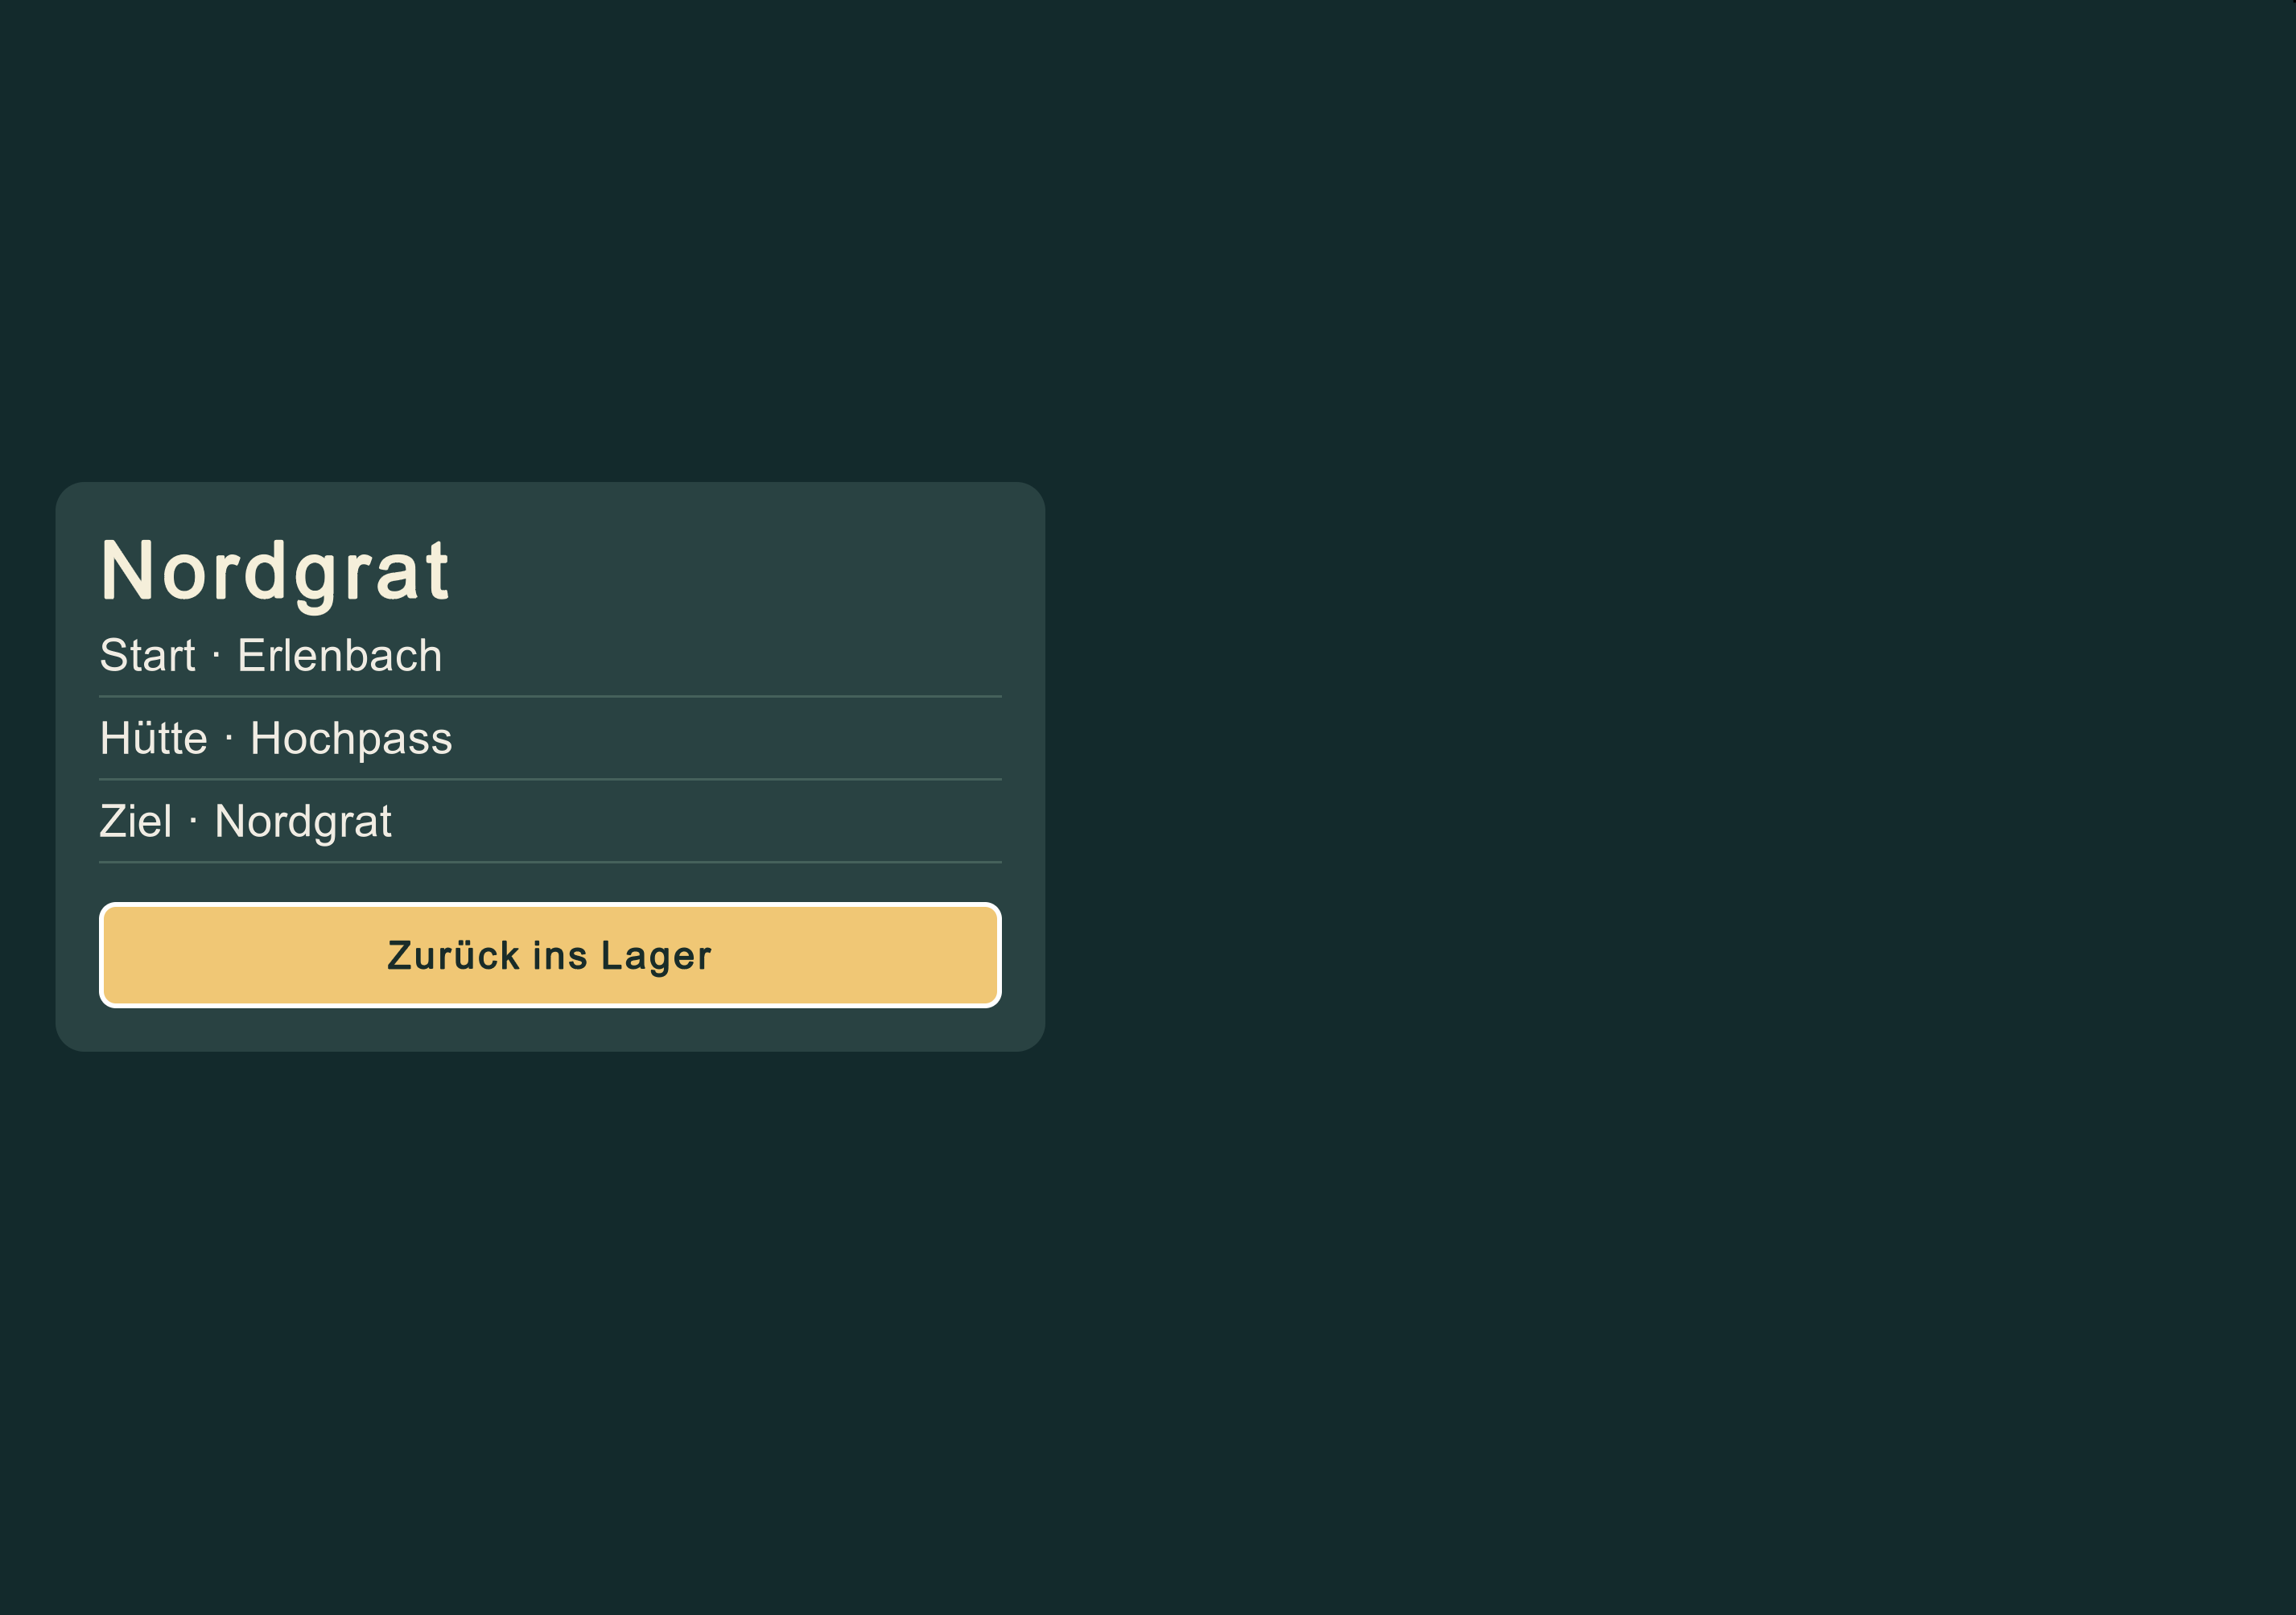 Nordgrat
Start · Erlenbach
Hütte · Hochpass
Ziel · Nordgrat
Zurück ins Lager